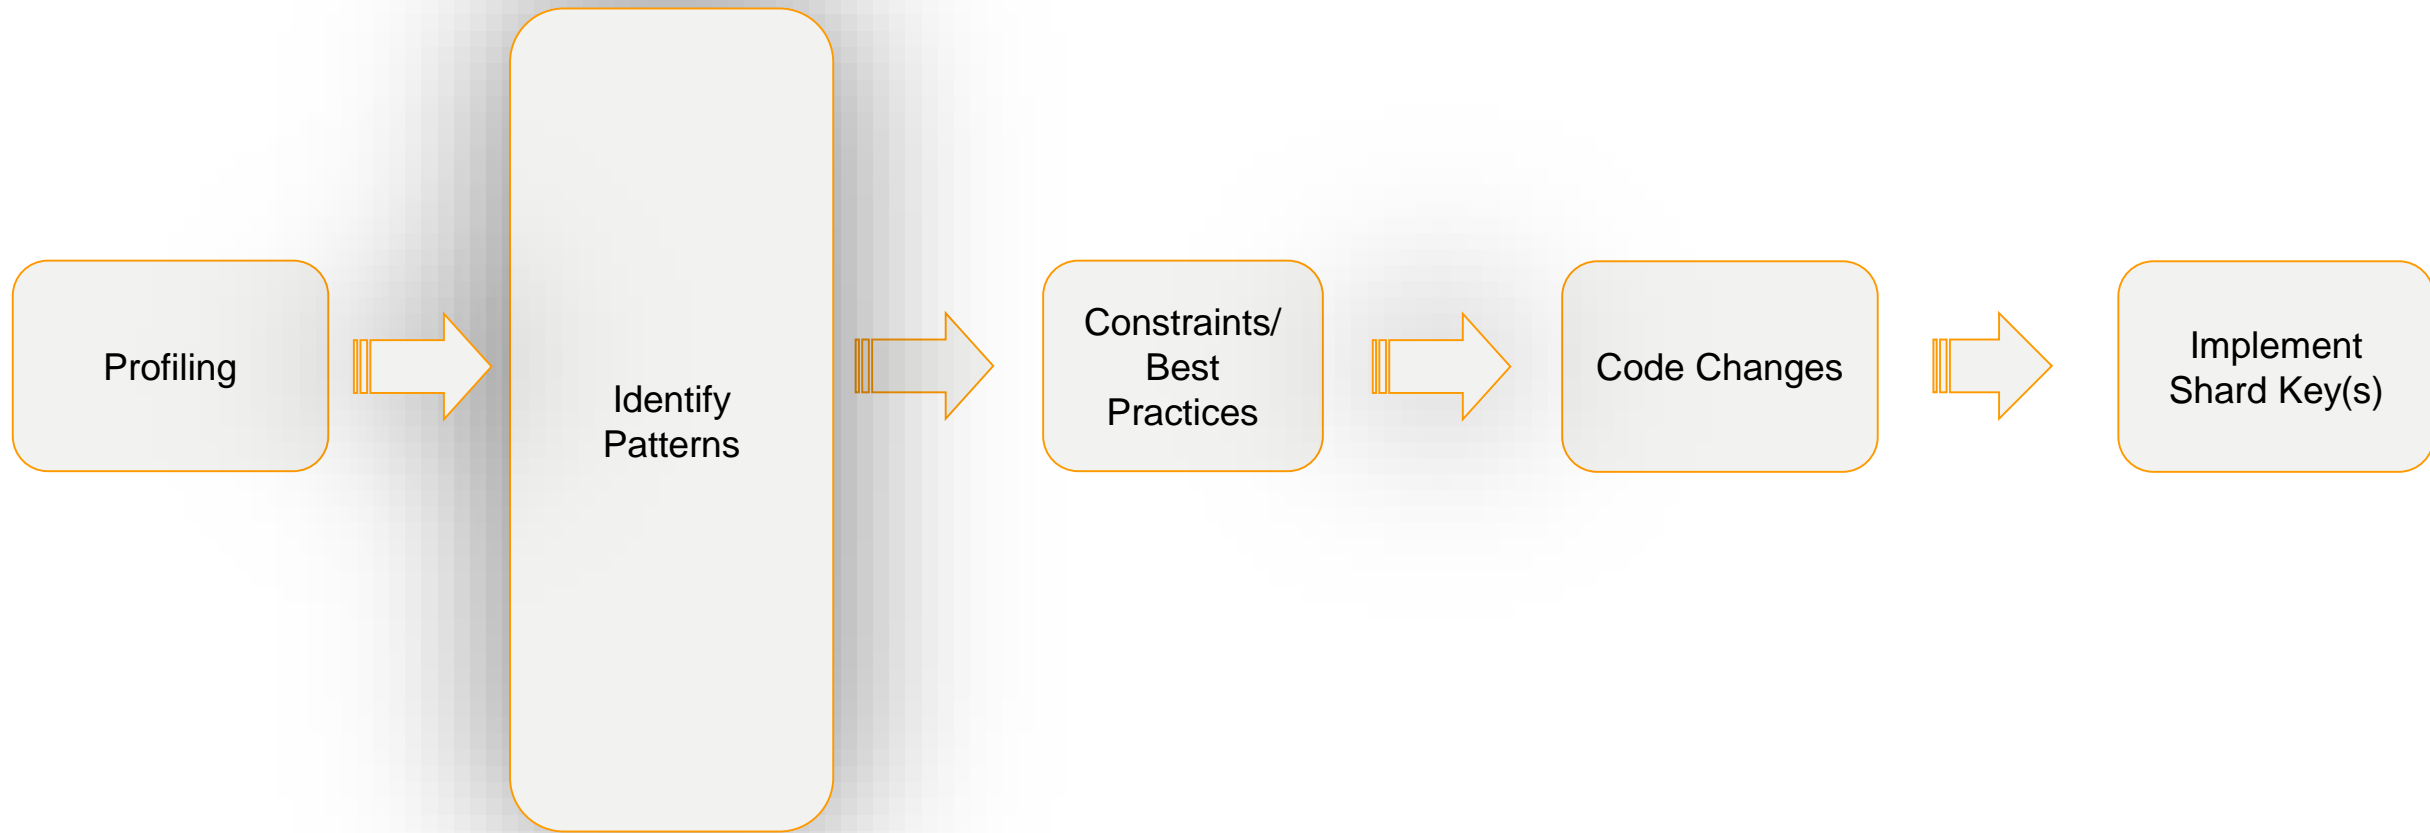 Profiling
Identify
Patterns
Constraints/
Best
Practices
Code Changes
Implement
Shard Key(s)